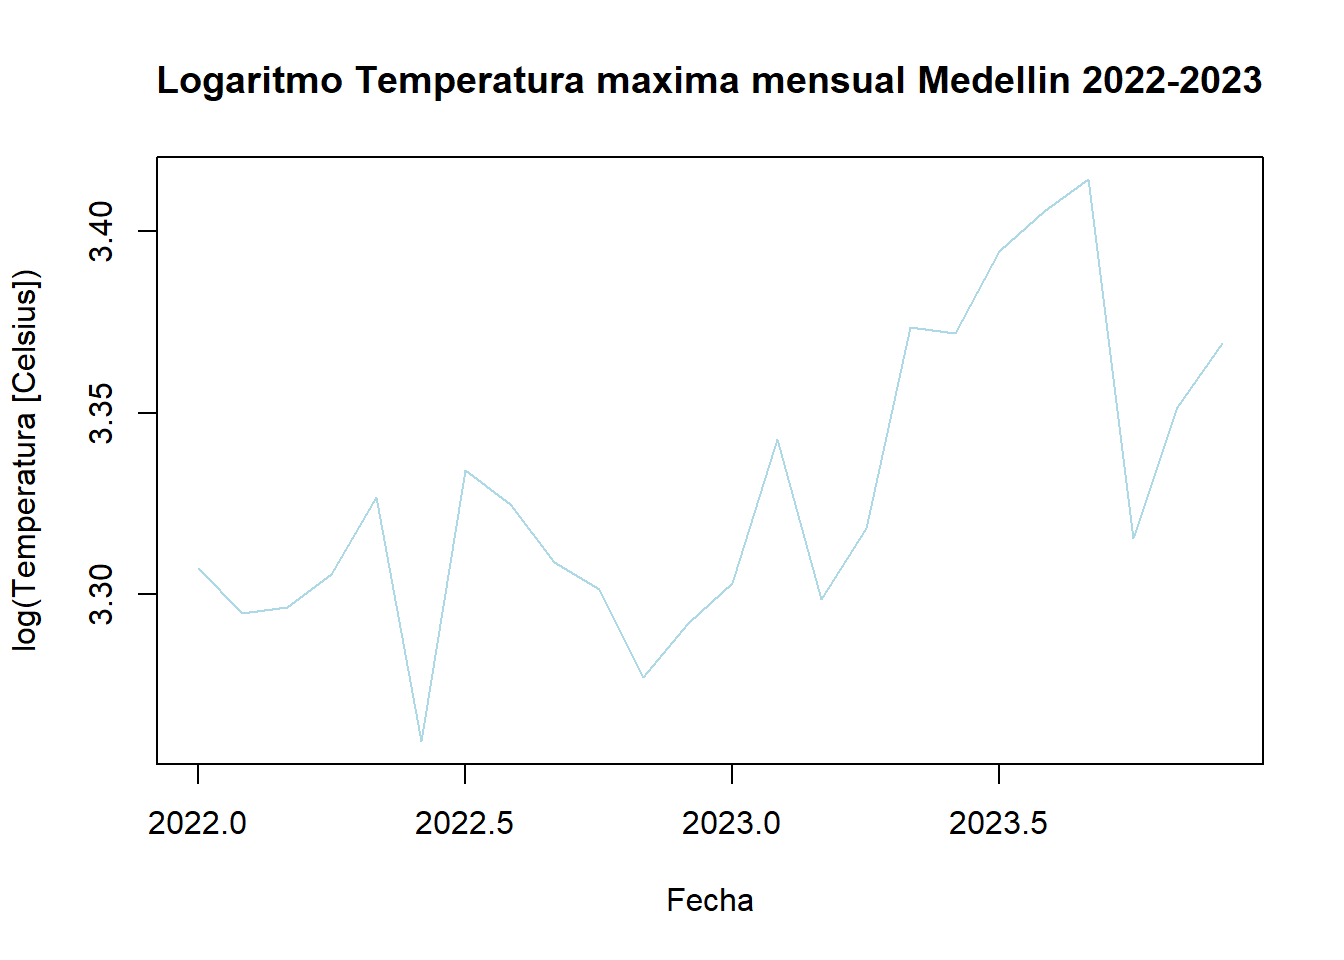 Logaritmo Temperatura maxima mensual Medellin 2022-2023
log(Temperatura [Celsius])
3.40
3.35
3.30
2022.0 2022.5 2023.0 2023.5
Fecha